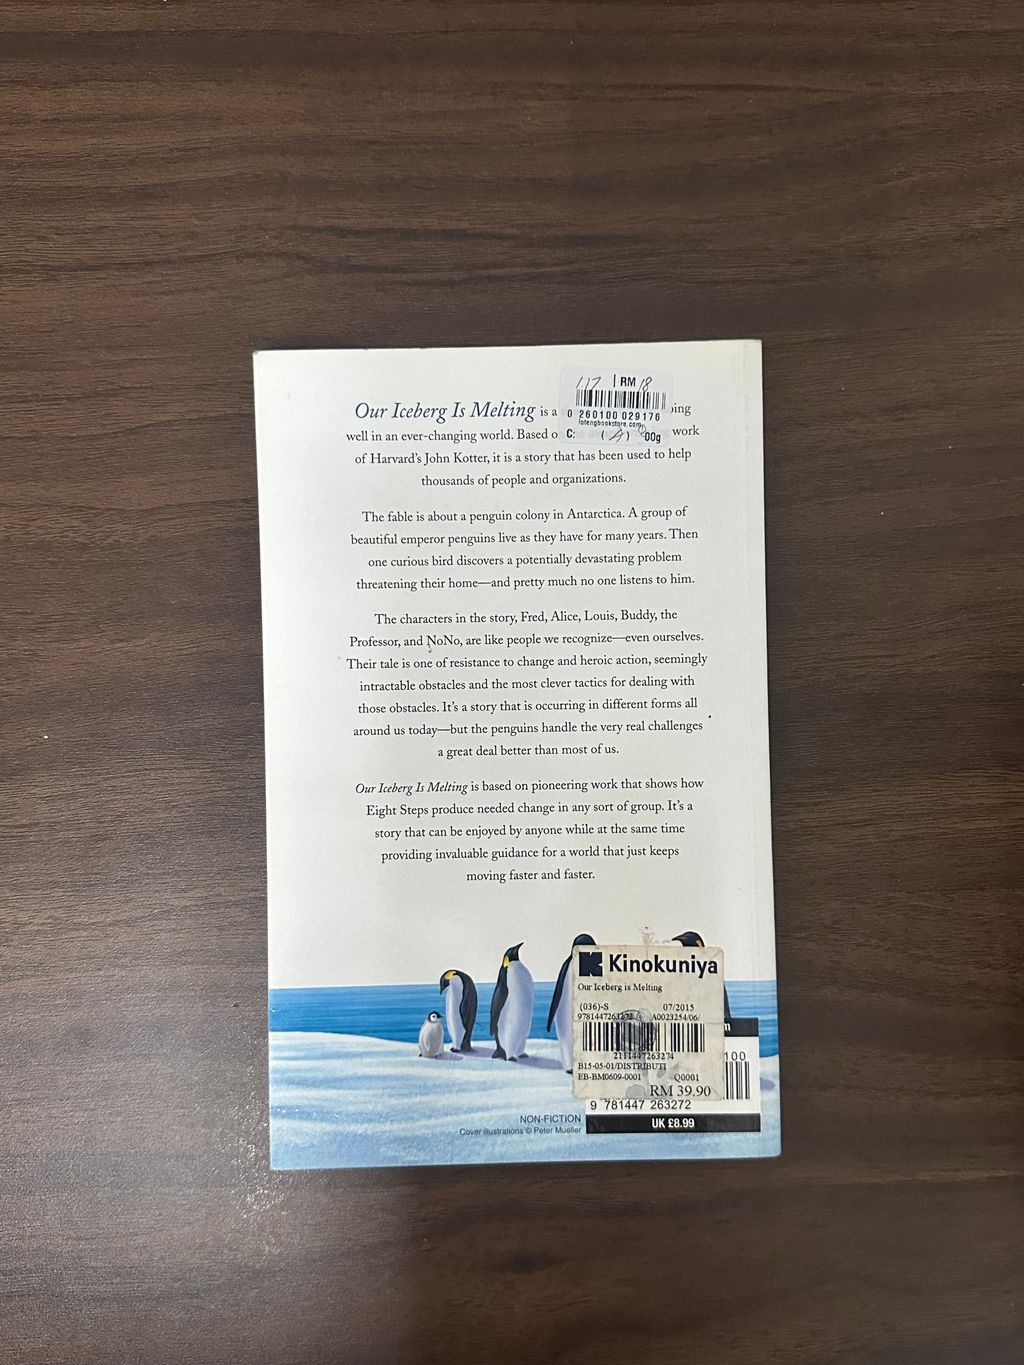 117 | RM 18
0 260100 029176
lotengbookstore.com
C: (A) 00g
Our Iceberg Is Melting is a ing
well in an ever-changing world. Based o work
of Harvard's John Kotter, it is a story that has been used to help
thousands of people and organizations.
The fable is about a penguin colony in Antarctica. A group of
beautiful emperor penguins live as they have for many years. Then
one curious bird discovers a potentially devastating problem
threatening their home—and pretty much no one listens to him.
The characters in the story, Fred, Alice, Louis, Buddy, the
Professor, and NoNo, are like people we recognize—even ourselves.
Their tale is one of resistance to change and heroic action, seemingly
intractable obstacles and the most clever tactics for dealing with
those obstacles. It's a story that is occurring in different forms all
around us today—but the penguins handle the very real challenges
a great deal better than most of us.
Our Iceberg Is Melting is based on pioneering work that shows how
Eight Steps produce needed change in any sort of group. It's a
story that can be enjoyed by anyone while at the same time
providing invaluable guidance for a world that just keeps
moving faster and faster.
Kinokuniya
Our Iceberg is Melting
(036)-S 07/2015
A0023254/06/
2111447263274
B15-05-01/DISTRIBUTI
EB-BM0609-0001 Q0001
RM 39.90
100
9 781447 263272
UK £8.99
NON-FICTION
Cover illustrations © Peter Mueller